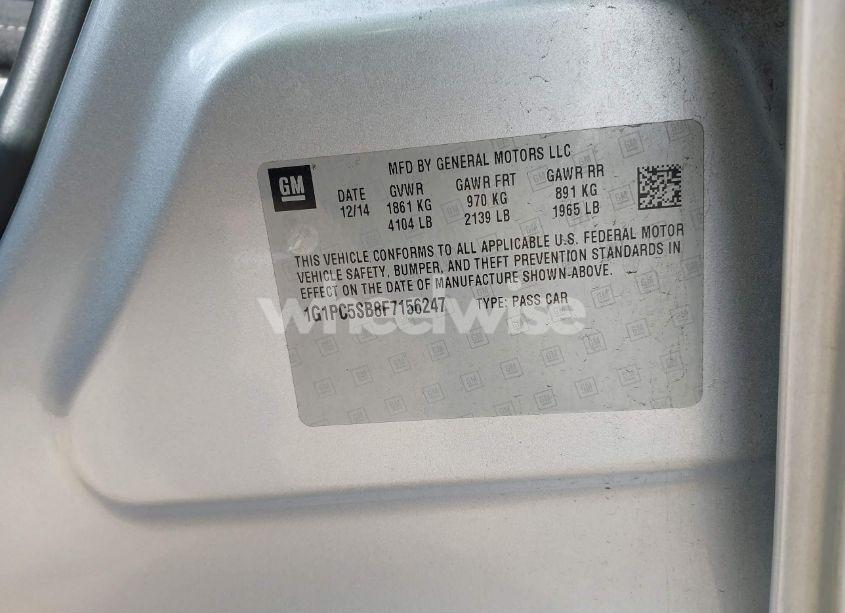 MFD BY GENERAL MOTORS LLC
GM
DATE GVWR GAWR FRT GAWR RR
12/14 1861 KG 970 KG 891 KG
4104 LB 2139 LB 1965 LB
THIS VEHICLE CONFORMS TO ALL APPLICABLE U.S. FEDERAL MOTOR
VEHICLE SAFETY, BUMPER, AND THEFT PREVENTION STANDARDS IN
EFFECT ON THE DATE OF MANUFACTURE SHOWN-ABOVE.
1G1PC5SB8F7156247 TYPE: PASS CAR
wheelwise